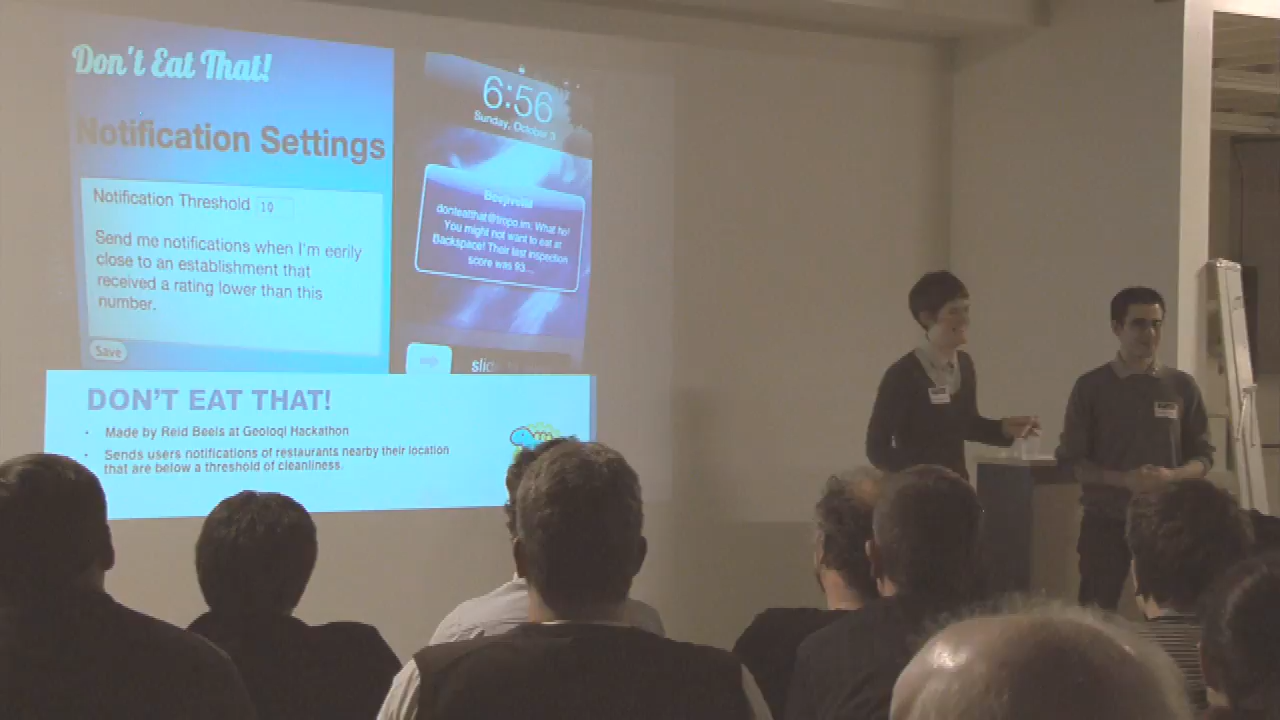 Don't Eat That!
Notification Settings
Notification Threshold 10
Send me notifications when I'm eerily
close to an establishment that
received a rating lower than this
number.
Save
6:56
Sunday, October 3
donteatthat@tropo.im: What ho!
You might not want to eat at
Backspace! Their last inspection
score was 93...
DON'T EAT THAT!
• Made by Reid Beels at Geoloqi Hackathon
• Sends users notifications of restaurants nearby their location
that are below a threshold of cleanliness.